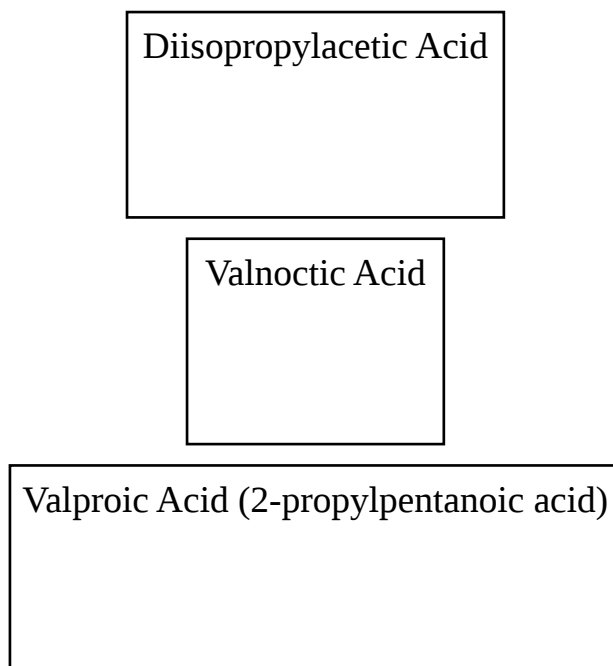 Diisopropylacetic Acid
Valnoctic Acid
Valproic Acid (2-propylpentanoic acid)